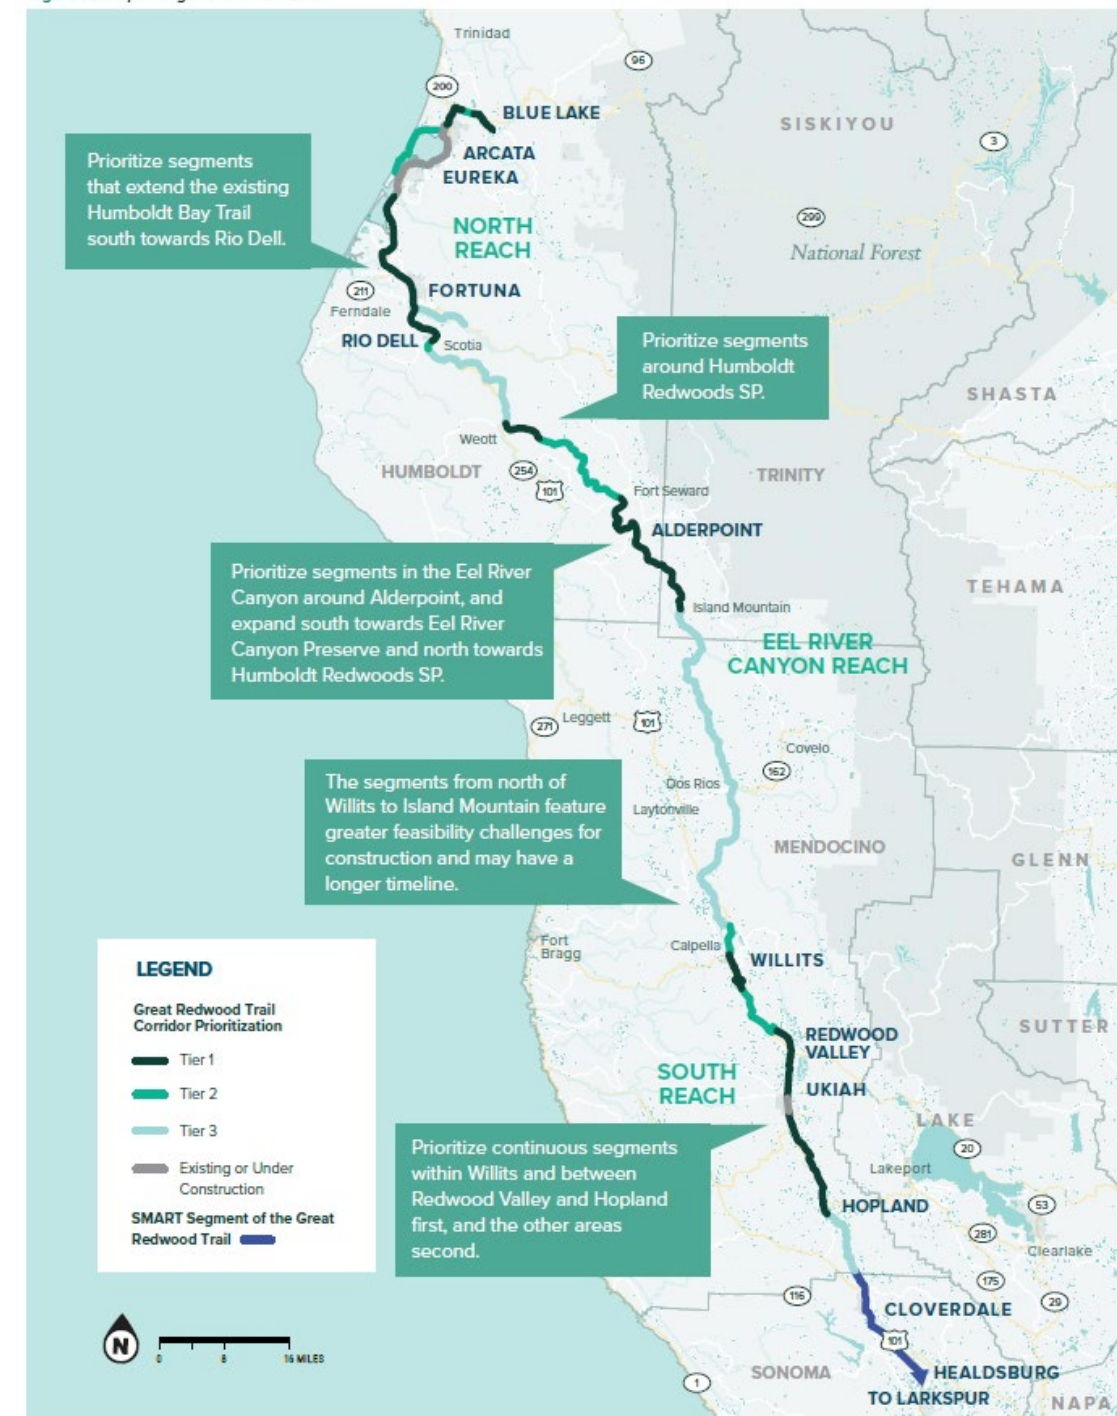 Trinidad
96
200
BLUE LAKE
SISKIYOU
3
ARCATA
EUREKA
Prioritize segments
that extend the existing
Humboldt Bay Trail
south towards Rio Dell.
299
National Forest
NORTH
REACH
211
FORTUNA
Ferndale
RIO DELL
Scotia
Prioritize segments
around Humboldt
Redwoods SP.
SHASTA
Weott
HUMBOLDT
254
101
TRINITY
Fort Seward
ALDERPOINT
Prioritize segments in the Eel River
Canyon around Alderpoint, and
expand south towards Eel River
Canyon Preserve and north towards
Humboldt Redwoods SP.
TEHAMA
Island Mountain
EEL RIVER
CANYON REACH
271
Leggett
101
Covelo
162
Dos Rios
Laytonville
The segments from north of
Willits to Island Mountain feature
greater feasibility challenges for
construction and may have a
longer timeline.
MENDOCINO
GLENN
Fort
Bragg
Calpella
WILLITS
LEGEND
Great Redwood Trail
Corridor Prioritization
Tier 1
Tier 2
Tier 3
Existing or Under
Construction
SMART Segment of the Great
Redwood Trail
SUTTER
REDWOOD
VALLEY
SOUTH
REACH
UKIAH
LAKE
20
Lakeport
Prioritize continuous segments
within Willits and between
Redwood Valley and Hopland
first, and the other areas
second.
HOPLAND
53
281
Clearlake
175
29
116
CLOVERDALE
101
N
0 8 16 MILES
SONOMA
1
HEALDSBURG
TO LARKSPUR
NAPA